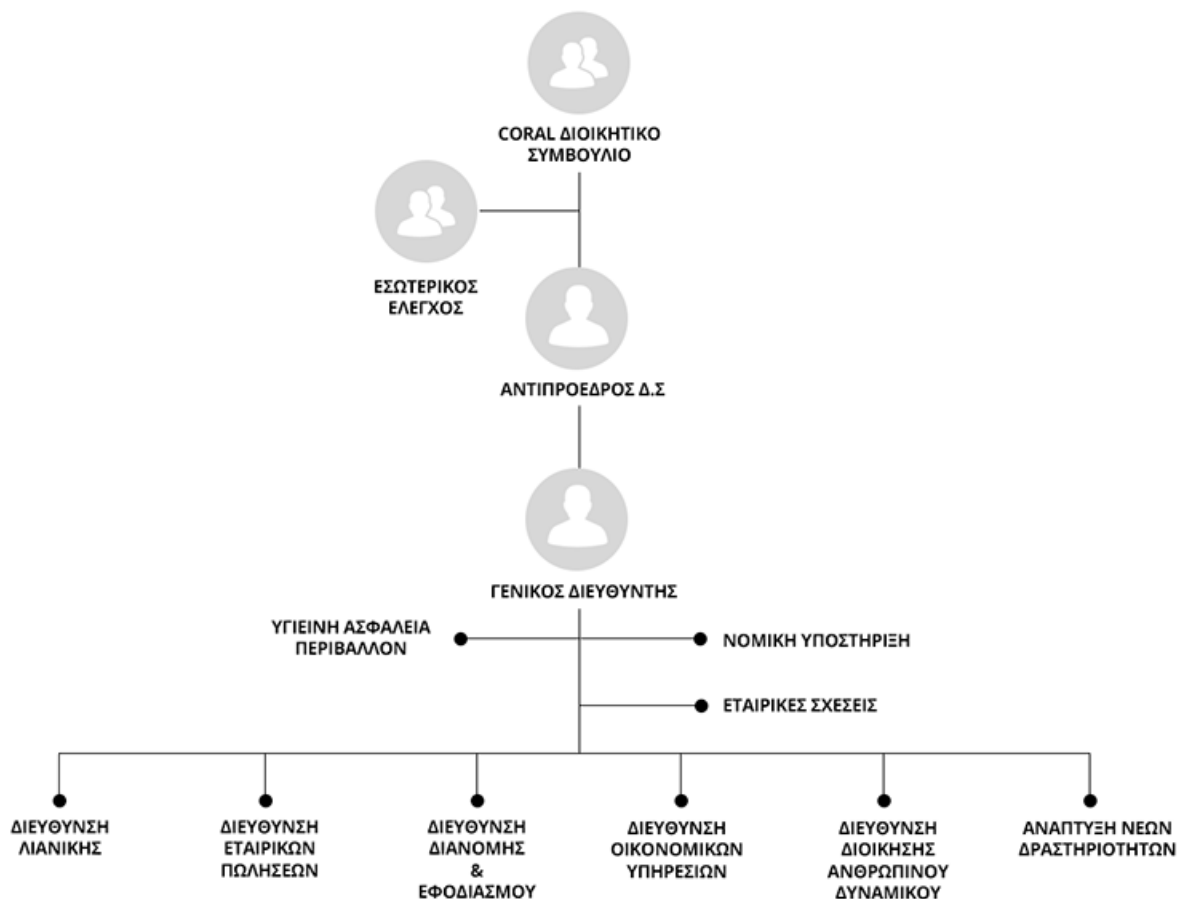 CORAL ΔΙΟΙΚΗΤΙΚΟ
ΣΥΜΒΟΥΛΙΟ
ΕΣΩΤΕΡΙΚΟΣ
ΕΛΕΓΧΟΣ
ΑΝΤΙΠΡΟΕΔΡΟΣ Δ.Σ
ΓΕΝΙΚΟΣ ΔΙΕΥΘΥΝΤΗΣ
ΥΓΙΕΙΝΗ ΑΣΦΑΛΕΙΑ
ΠΕΡΙΒΑΛΛΟΝ
ΝΟΜΙΚΗ ΥΠΟΣΤΗΡΙΞΗ
ΕΤΑΙΡΙΚΕΣ ΣΧΕΣΕΙΣ
ΔΙΕΥΘΥΝΣΗ
ΛΙΑΝΙΚΗΣ
ΔΙΕΥΘΥΝΣΗ
ΕΤΑΙΡΙΚΩΝ
ΠΩΛΗΣΕΩΝ
ΔΙΕΥΘΥΝΣΗ
ΔΙΑΝΟΜΗΣ
&
ΕΦΟΔΙΑΣΜΟΥ
ΔΙΕΥΘΥΝΣΗ
ΟΙΚΟΝΟΜΙΚΩΝ
ΥΠΗΡΕΣΙΩΝ
ΔΙΕΥΘΥΝΣΗ
ΔΙΟΙΚΗΣΗΣ
ΑΝΘΡΩΠΙΝΟΥ
ΔΥΝΑΜΙΚΟΥ
ΑΝΑΠΤΥΞΗ ΝΕΩΝ
ΔΡΑΣΤΗΡΙΟΤΗΤΩΝ